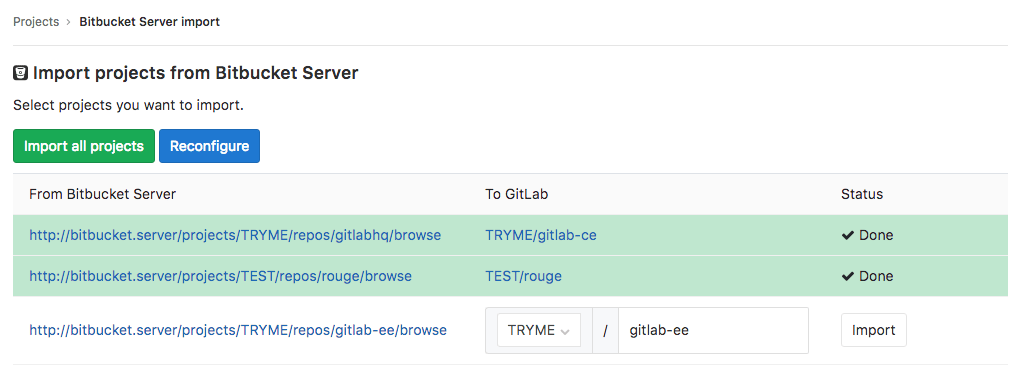 Projects › Bitbucket Server import
Import projects from Bitbucket Server
Select projects you want to import.
Import all projects Reconfigure
From Bitbucket Server To GitLab Status
http://bitbucket.server/projects/TRYME/repos/gitlabhq/browse TRYME/gitlab-ce Done
http://bitbucket.server/projects/TEST/repos/rouge/browse TEST/rouge Done
http://bitbucket.server/projects/TRYME/repos/gitlab-ee/browse TRYME / gitlab-ee Import